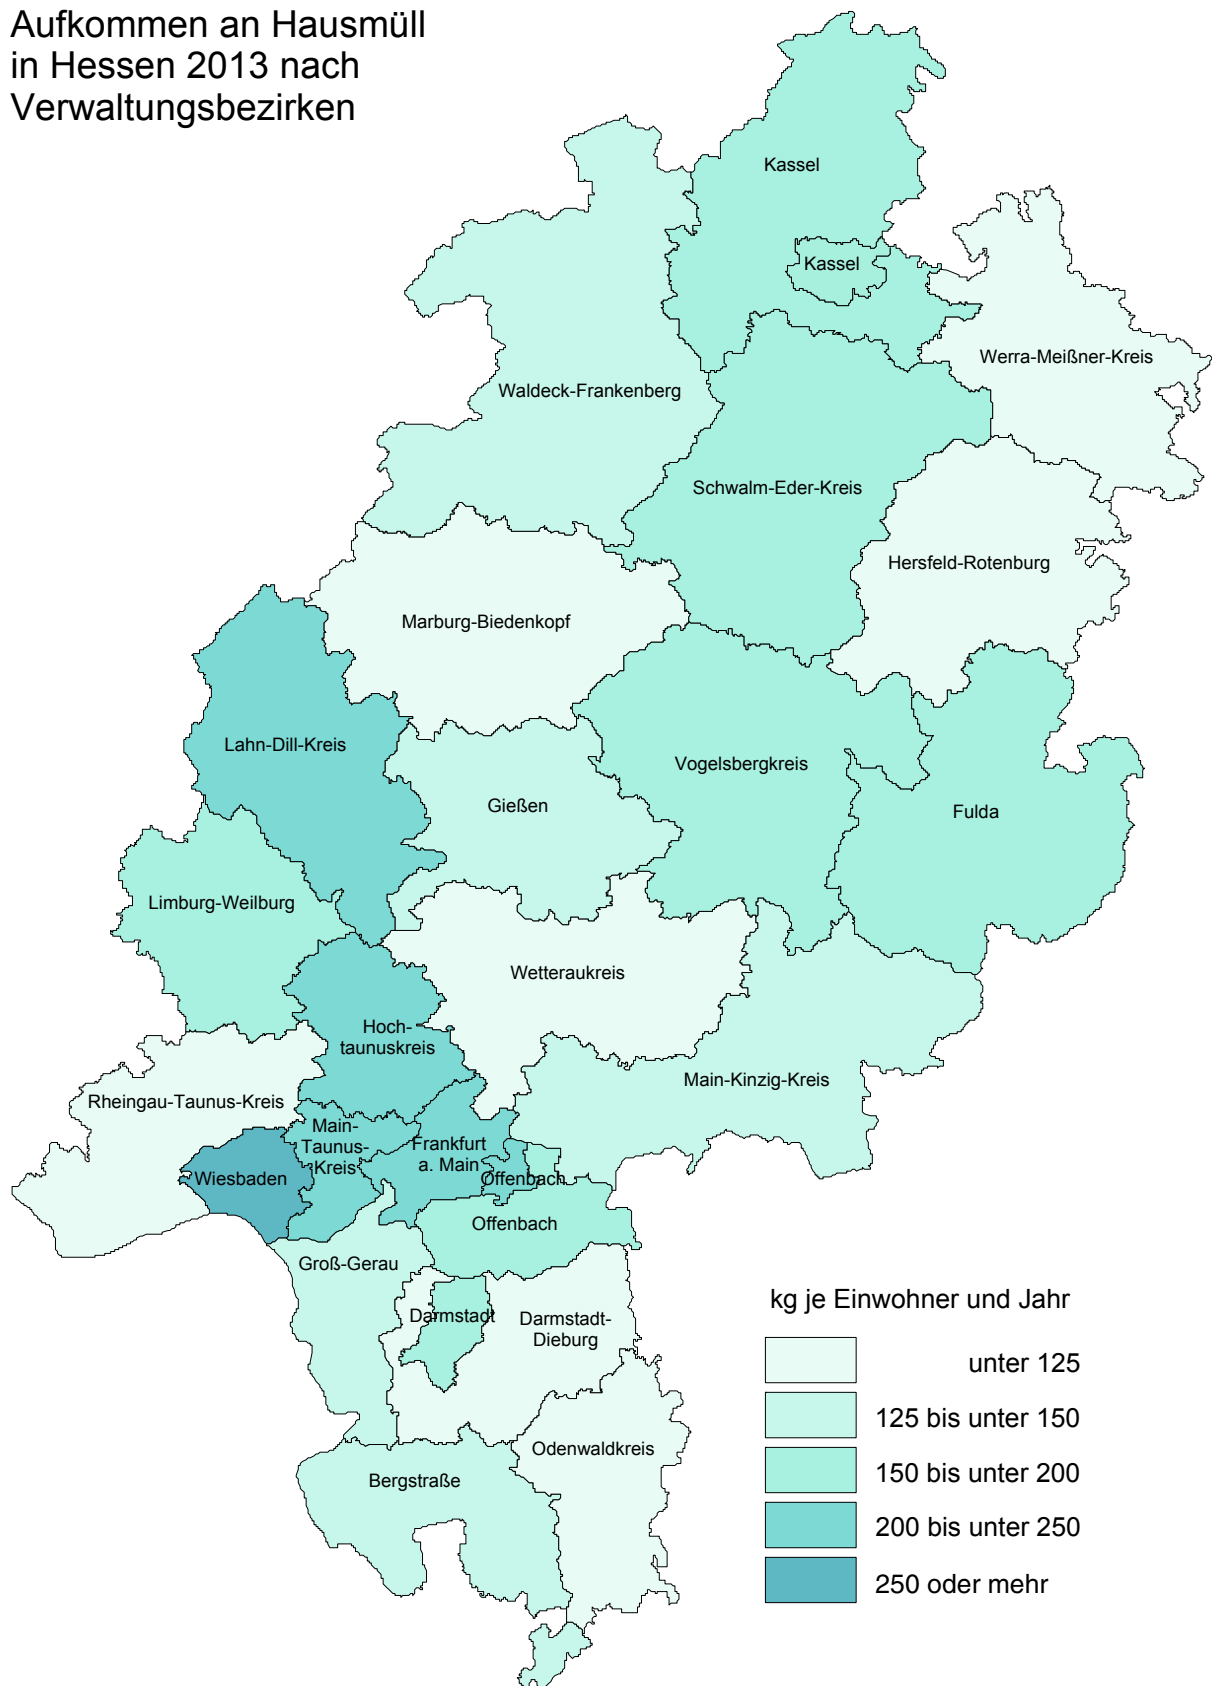 Aufkommen an Hausmüll
in Hessen 2013 nach
Verwaltungsbezirken
Kassel
Kassel
Werra-Meißner-Kreis
Waldeck-Frankenberg
Schwalm-Eder-Kreis
Hersfeld-Rotenburg
Marburg-Biedenkopf
Lahn-Dill-Kreis
Vogelsbergkreis
Gießen
Fulda
Limburg-Weilburg
Wetteraukreis
Hoch-
taunuskreis
Main-Kinzig-Kreis
Rheingau-Taunus-Kreis
Main-
Taunus-
Kreis
Frankfurt
a. Main
Wiesbaden
Offenbach
Offenbach
Groß-Gerau
Darmstadt
Darmstadt-
Dieburg
Odenwaldkreis
Bergstraße
kg je Einwohner und Jahr
unter 125
125 bis unter 150
150 bis unter 200
200 bis unter 250
250 oder mehr